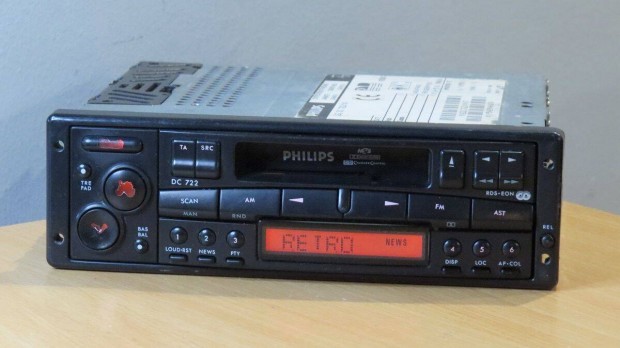 TA SRC
PHILIPS
DC 722
TRE
FAD
SCAN
AM
FM
AST
RDS-EON
MAN
BND
BAS
BAL
1 2 3
LOUD-RST NEWS PTY
RETRO NEWS
4 5 6
DISP LOC AF-COL
REL